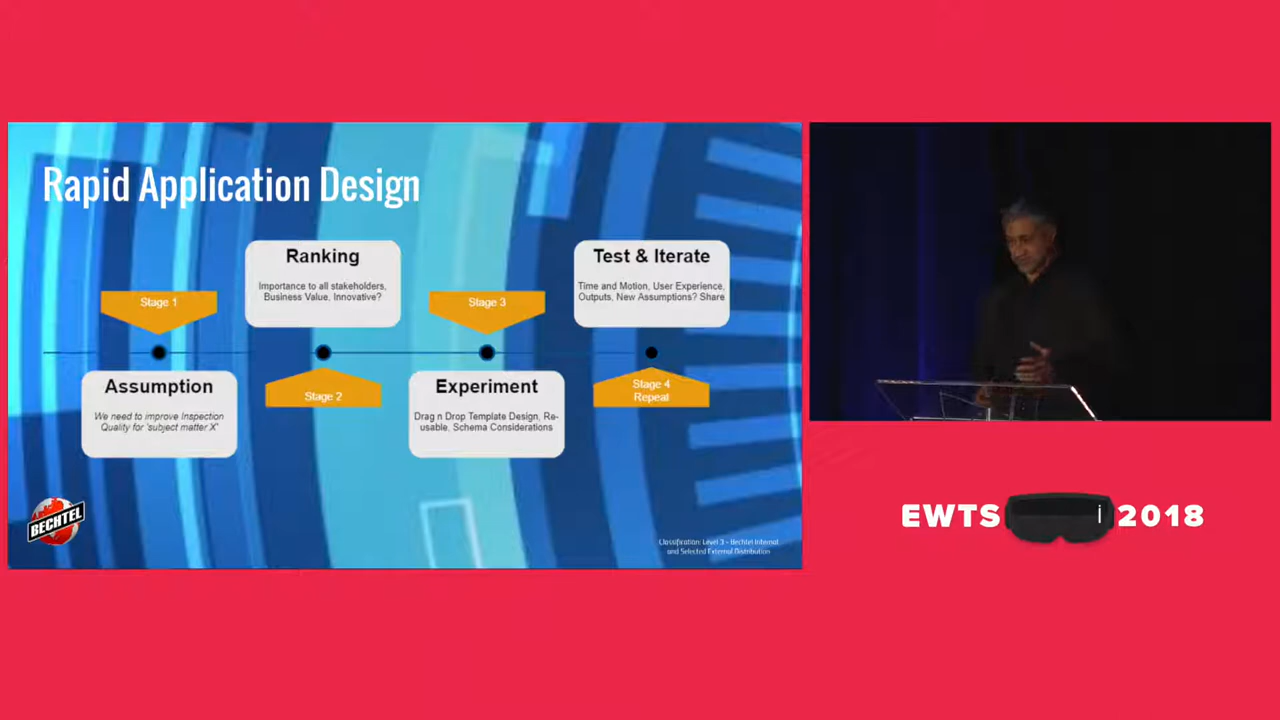 Rapid Application Design
Ranking
Importance to all stakeholders,
Business Value, Innovative?
Test & Iterate
Time and Motion, User Experience,
Outputs, New Assumptions? Share
Stage 1
Stage 3
Assumption
We need to improve Inspection
Quality for 'subject matter X'
Stage 2
Experiment
Drag n Drop Template Design, Re-
usable, Schema Considerations
Stage 4
Repeat
BECHTEL
Classification: Level 3 - Bechtel Internal
and Selected External Distribution
EWTS i 2018